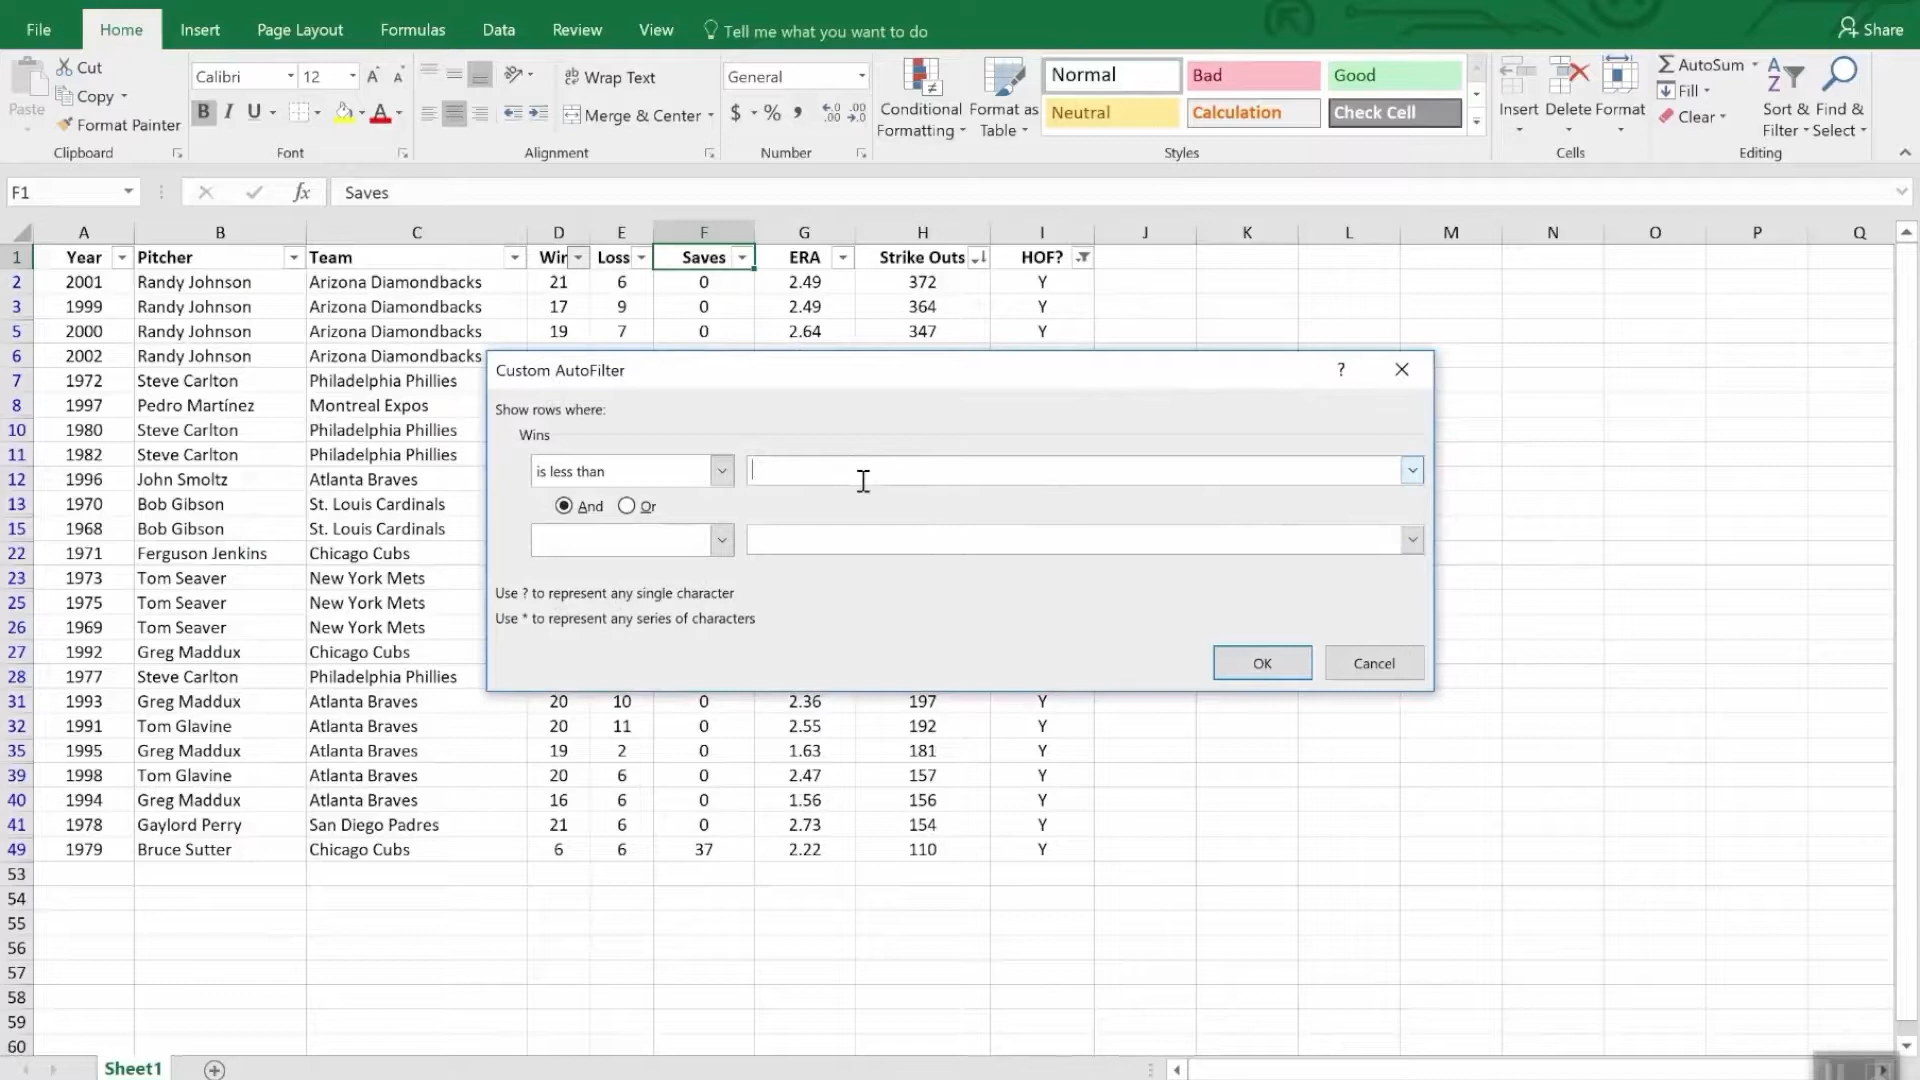 File Home Insert Page Layout Formulas Data Review View Tell me what you want to do Share
Paste Cut Copy Format Painter Clipboard
Calibri 12 A A B I U A Font
Wrap Text Merge & Center Alignment
General $ % , Number
Conditional Formatting Format as Table
Normal Bad Good
Neutral Calculation Check Cell
Styles
Insert Delete Format Cells
AutoSum Fill Clear Sort & Filter Find & Select Editing
F1 fx Saves
A B C D E F G H I J K L M N O P Q
1 Year Pitcher Team Win Loss Saves ERA Strike Outs HOF?
2 2001 Randy Johnson Arizona Diamondbacks 21 6 0 2.49 372 Y
3 1999 Randy Johnson Arizona Diamondbacks 17 9 0 2.49 364 Y
5 2000 Randy Johnson Arizona Diamondbacks 19 7 0 2.64 347 Y
6 2002 Randy Johnson Arizona Diamondbacks
7 1972 Steve Carlton Philadelphia Phillies
8 1997 Pedro Martínez Montreal Expos
10 1980 Steve Carlton Philadelphia Phillies
11 1982 Steve Carlton Philadelphia Phillies
12 1996 John Smoltz Atlanta Braves
13 1970 Bob Gibson St. Louis Cardinals
15 1968 Bob Gibson St. Louis Cardinals
22 1971 Ferguson Jenkins Chicago Cubs
23 1973 Tom Seaver New York Mets
25 1975 Tom Seaver New York Mets
26 1969 Tom Seaver New York Mets
27 1992 Greg Maddux Chicago Cubs
28 1977 Steve Carlton Philadelphia Phillies
31 1993 Greg Maddux Atlanta Braves 20 10 0 2.36 197 Y
32 1991 Tom Glavine Atlanta Braves 20 11 0 2.55 192 Y
35 1995 Greg Maddux Atlanta Braves 19 2 0 1.63 181 Y
39 1998 Tom Glavine Atlanta Braves 20 6 0 2.47 157 Y
40 1994 Greg Maddux Atlanta Braves 16 6 0 1.56 156 Y
41 1978 Gaylord Perry San Diego Padres 21 6 0 2.73 154 Y
49 1979 Bruce Sutter Chicago Cubs 6 6 37 2.22 110 Y
53
54
55
56
57
58
59
60
Custom AutoFilter ?
Show rows where:
Wins
is less than
And Or
Use ? to represent any single character
Use * to represent any series of characters
OK Cancel
Sheet1